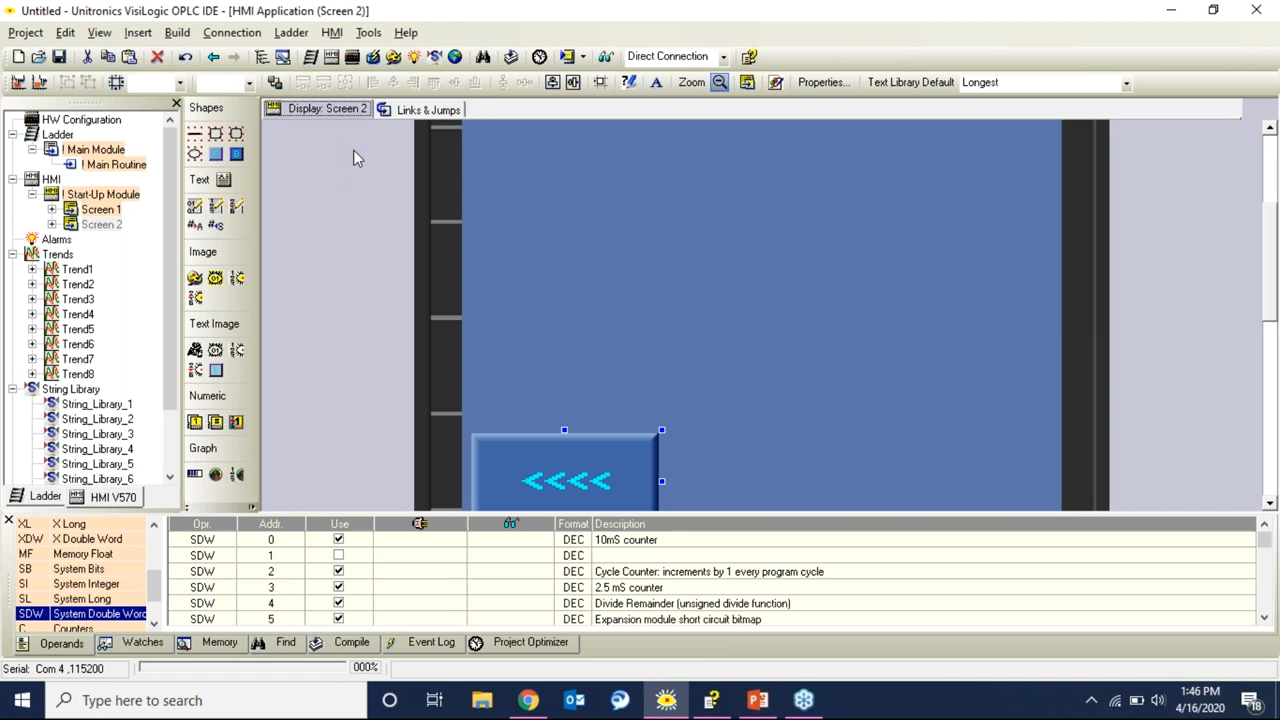 Untitled - Unitronics VisiLogic OPLC IDE - [HMI Application (Screen 2)]
Project Edit View Insert Build Connection Ladder HMI Tools Help
Direct Connection
Zoom Properties... Text Library Default Longest
HW Configuration
Ladder
! Main Module
! Main Routine
HMI
! Start-Up Module
Screen 1
Screen 2
Alarms
Trends
Trend1
Trend2
Trend3
Trend4
Trend5
Trend6
Trend7
Trend8
String Library
String_Library_1
String_Library_2
String_Library_3
String_Library_4
String_Library_5
String_Library_6
Ladder HMI V570
Shapes
Text
Image
Text Image
Numeric
Graph
Display: Screen 2 Links & Jumps
<<<<
XL X Long
XDW X Double Word
MF Memory Float
SB System Bits
SI System Integer
SL System Long
SDW System Double Word
C Counters
Opr. Addr. Use Format Description
SDW 0 DEC 10mS counter
SDW 1 DEC
SDW 2 DEC Cycle Counter: increments by 1 every program cycle
SDW 3 DEC 2.5 mS counter
SDW 4 DEC Divide Remainder (unsigned divide function)
SDW 5 DEC Expansion module short circuit bitmap
Operands Watches Memory Find Compile Event Log Project Optimizer
Serial: Com 4 ,115200 000%
Type here to search
1:46 PM
4/16/2020
18